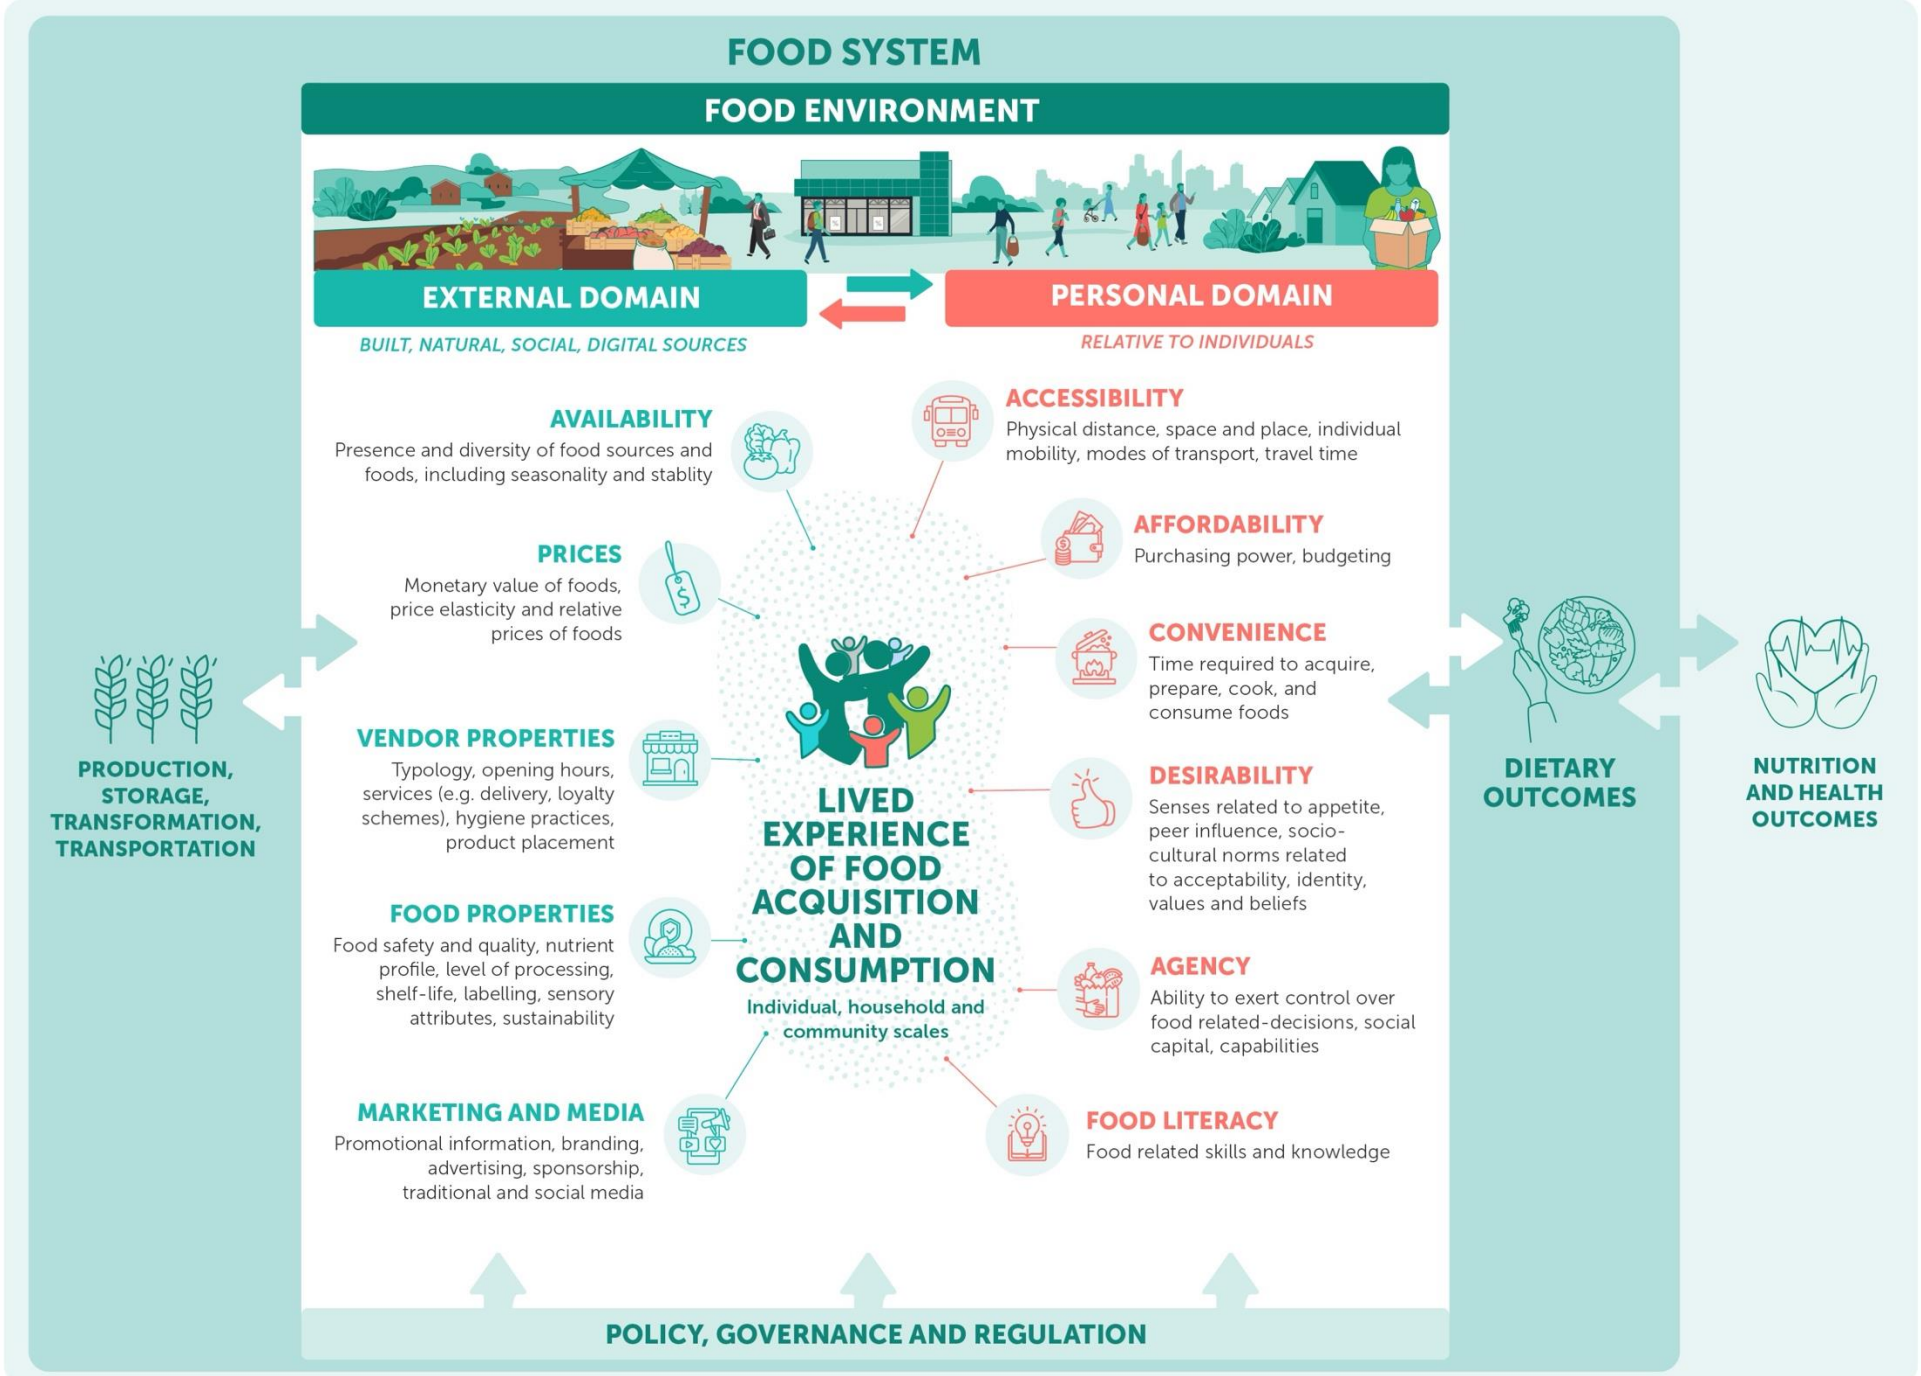 FOOD SYSTEM
FOOD ENVIRONMENT
EXTERNAL DOMAIN
BUILT, NATURAL, SOCIAL, DIGITAL SOURCES
PERSONAL DOMAIN
RELATIVE TO INDIVIDUALS
AVAILABILITY
Presence and diversity of food sources and
foods, including seasonality and stablity
PRICES
Monetary value of foods,
price elasticity and relative
prices of foods
VENDOR PROPERTIES
Typology, opening hours,
services (e.g. delivery, loyalty
schemes), hygiene practices,
product placement
FOOD PROPERTIES
Food safety and quality, nutrient
profile, level of processing,
shelf-life, labelling, sensory
attributes, sustainability
MARKETING AND MEDIA
Promotional information, branding,
advertising, sponsorship,
traditional and social media
ACCESSIBILITY
Physical distance, space and place, individual
mobility, modes of transport, travel time
AFFORDABILITY
Purchasing power, budgeting
CONVENIENCE
Time required to acquire,
prepare, cook, and
consume foods
DESIRABILITY
Senses related to appetite,
peer influence, socio-
cultural norms related
to acceptability, identity,
values and beliefs
AGENCY
Ability to exert control over
food related-decisions, social
capital, capabilities
FOOD LITERACY
Food related skills and knowledge
LIVED
EXPERIENCE
OF FOOD
ACQUISITION
AND
CONSUMPTION
Individual, household and
community scales
PRODUCTION,
STORAGE,
TRANSFORMATION,
TRANSPORTATION
DIETARY
OUTCOMES
NUTRITION
AND HEALTH
OUTCOMES
POLICY, GOVERNANCE AND REGULATION